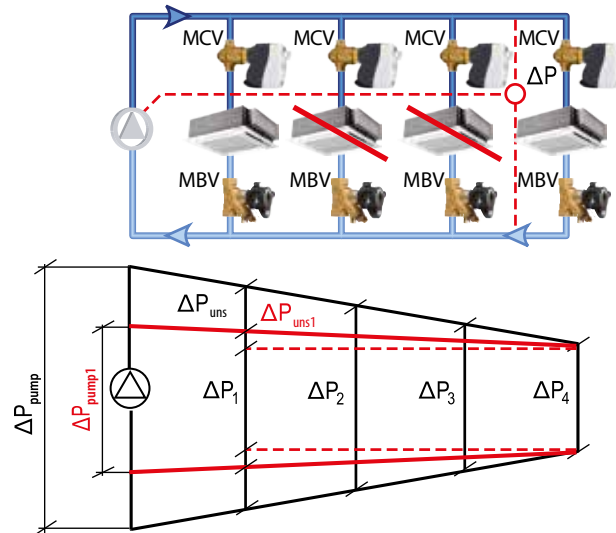 MCV MCV MCV MCV
ΔP
MBV MBV MBV MBV
ΔPuns ΔPuns1
ΔPpump ΔPpump1 ΔP1 ΔP2 ΔP3 ΔP4